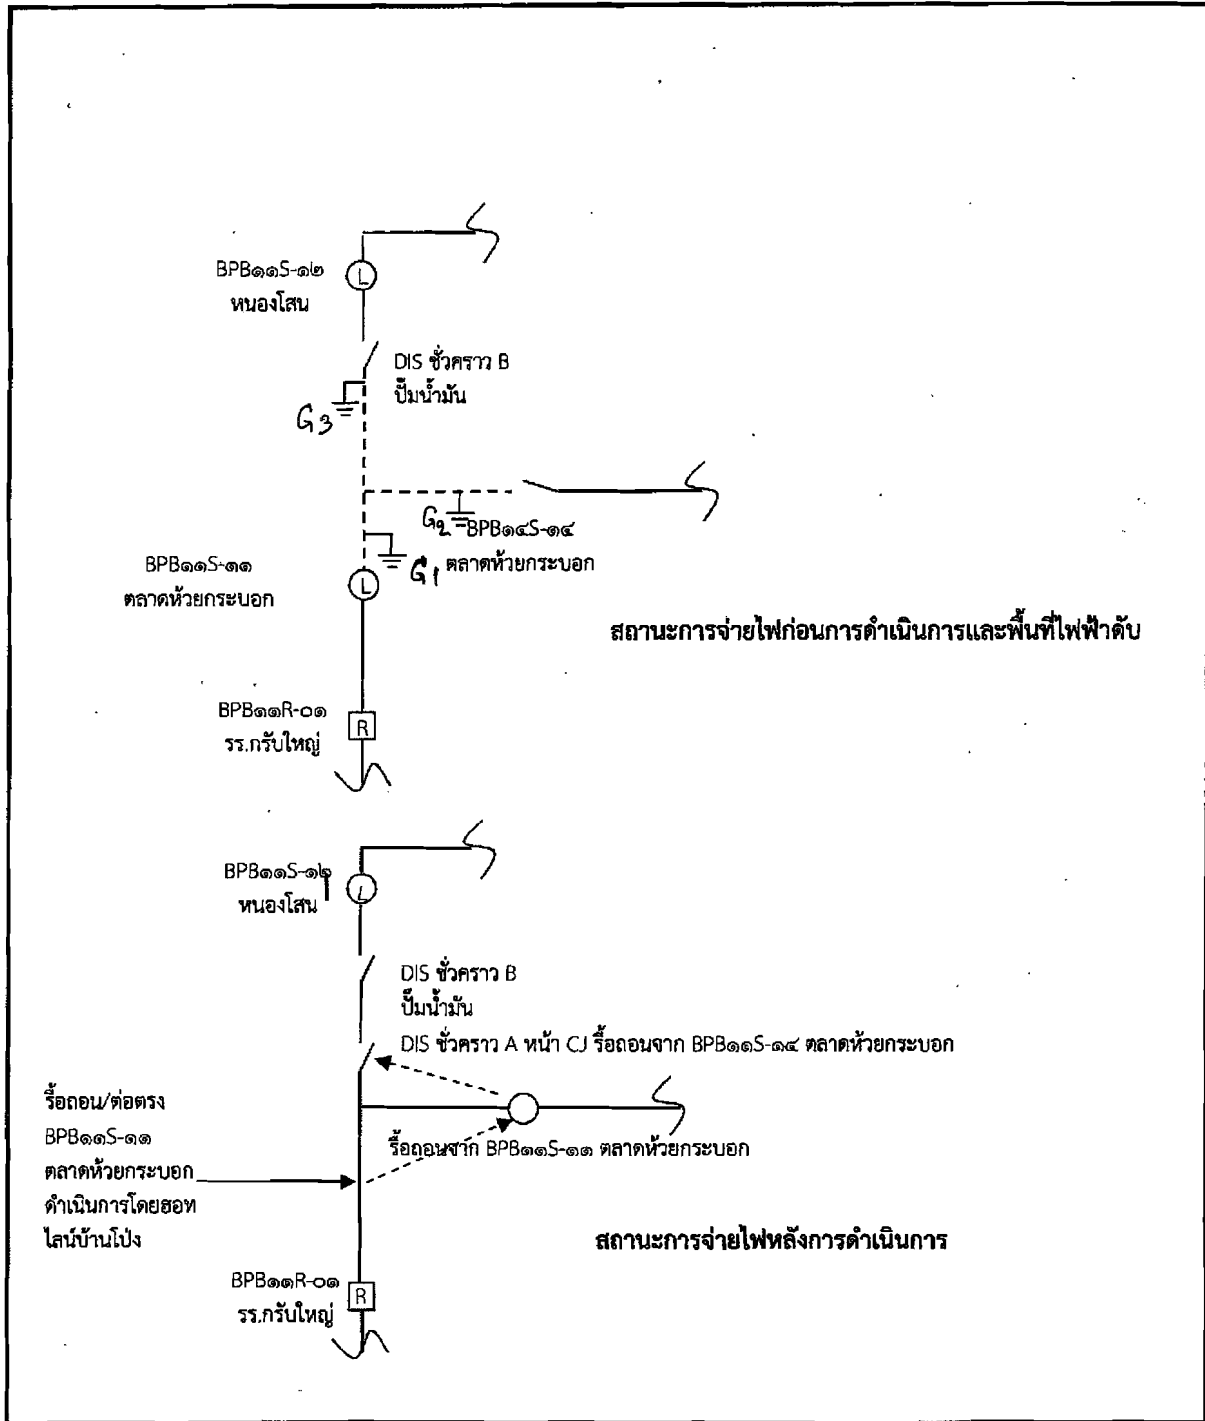 BPB๑๑S-๑๒
หนองโสน
L
DIS ชั่วคราว B
ปั๊มน้ำมัน
G3
G2
BPB๑๔S-๑๔
ตลาดห้วยกระบอก
G1
BPB๑๑S-๑๑
ตลาดห้วยกระบอก
L
สถานะการจ่ายไฟก่อนการดำเนินการและพื้นที่ไฟฟ้าดับ
BPB๑๑R-๐๑
รร.กรับใหญ่
R
BPB๑๑S-๑๒
หนองโสน
L
DIS ชั่วคราว B
ปั๊มน้ำมัน
DIS ชั่วคราว A หน้า CJ รื้อถอนจาก BPB๑๑S-๑๔ ตลาดห้วยกระบอก
รื้อถอน/ต่อตรง
BPB๑๑S-๑๑
ตลาดห้วยกระบอก
ดำเนินการโดยฮอท
ไลน์บ้านโป่ง
รื้อถอนจาก BPB๑๑S-๑๑ ตลาดห้วยกระบอก
สถานะการจ่ายไฟหลังการดำเนินการ
BPB๑๑R-๐๑
รร.กรับใหญ่
R